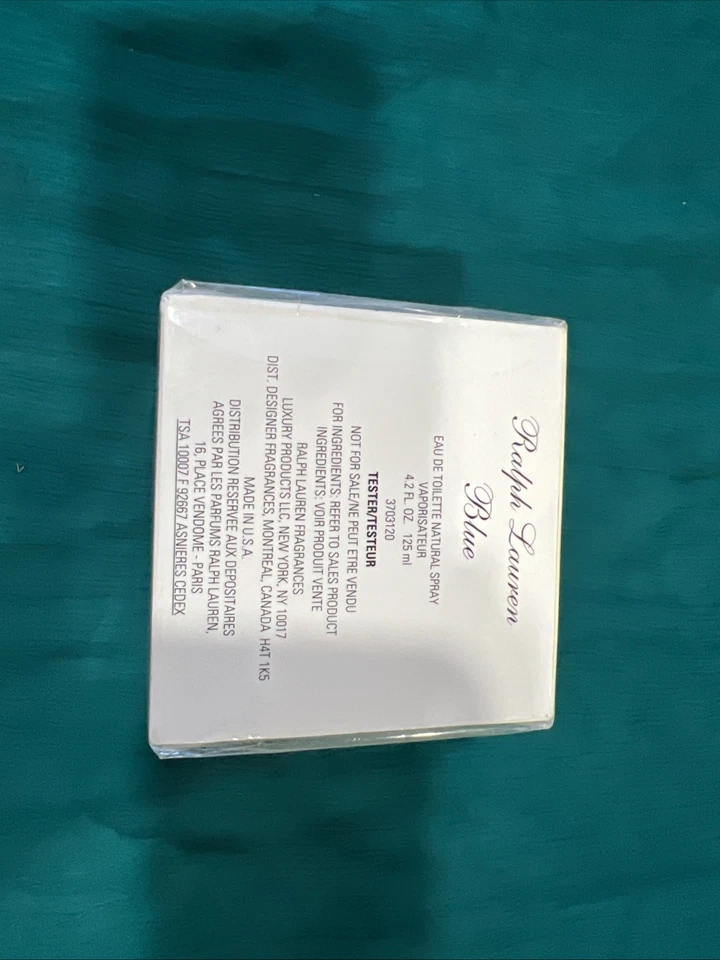 Ralph Lauren
Blue
EAU DE TOILETTE NATURAL SPRAY
VAPORISATEUR
4.2 FL. OZ. 125 ml
3703120
TESTER/TESTEUR
NOT FOR SALE/NE PEUT ETRE VENDU
FOR INGREDIENTS: REFER TO SALES PRODUCT
INGREDIENTS: VOIR PRODUIT VENTE
RALPH LAUREN FRAGRANCES
LUXURY PRODUCTS LLC, NEW YORK, NY 10017
DIST. DESIGNER FRAGRANCES, MONTREAL, CANADA H4T 1K5
MADE IN U.S.A.
DISTRIBUTION RESERVEE AUX DEPOSITAIRES
AGREES PAR LES PARFUMS RALPH LAUREN,
16, PLACE VENDOME - PARIS
TSA 10007 F 92667 ASNIERES CEDEX